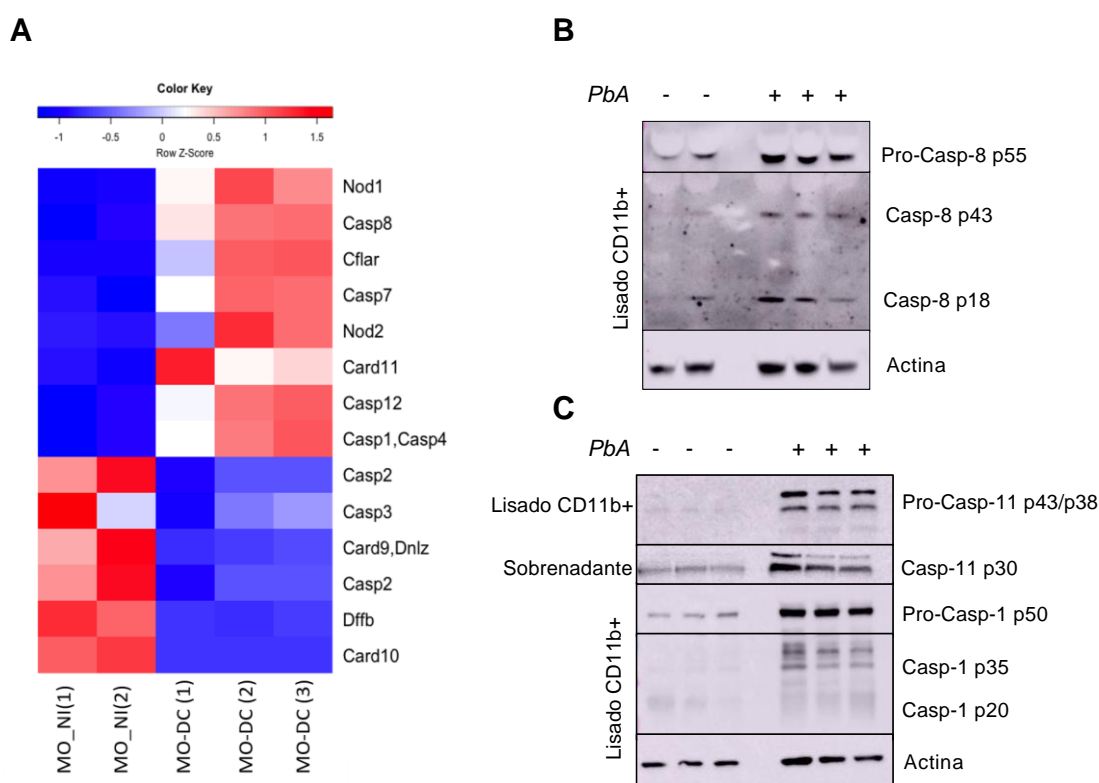 A
Color Key
-1 -0.5 0 0.5 1 1.5
Row Z-Score
Nod1
Casp8
Cflar
Casp7
Nod2
Card11
Casp12
Casp1,Casp4
Casp2
Casp3
Card9,Dnlz
Casp2
Dffb
Card10
MO_NI(1) MO_NI(2) MO-DC (1) MO-DC (2) MO-DC (3)
B
PbA - - + + +
Lisado CD11b+
Pro-Casp-8 p55
Casp-8 p43
Casp-8 p18
Actina
C
PbA - - - + + +
Lisado CD11b+ Pro-Casp-11 p43/p38
Sobrenadante Casp-11 p30
Lisado CD11b+
Pro-Casp-1 p50
Casp-1 p35
Casp-1 p20
Actina